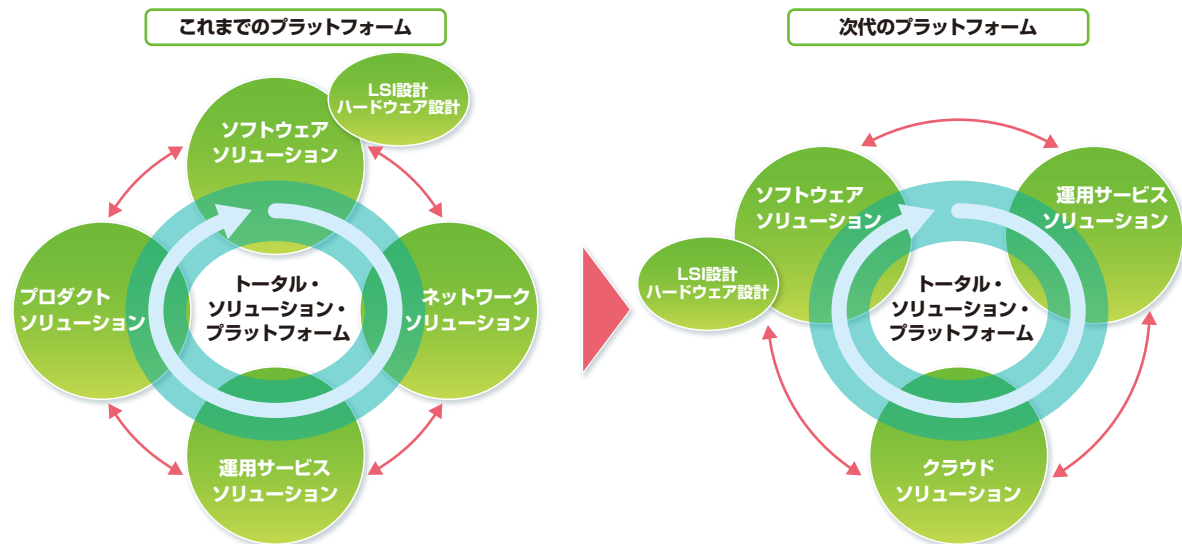 これまでのプラットフォーム
LSI設計
ハードウェア設計
ソフトウェア
ソリューション
プロダクト
ソリューション
トータル・
ソリューション・
プラットフォーム
ネットワーク
ソリューション
運用サービス
ソリューション
次代のプラットフォーム
ソフトウェア
ソリューション
運用サービス
ソリューション
LSI設計
ハードウェア設計
トータル・
ソリューション・
プラットフォーム
クラウド
ソリューション